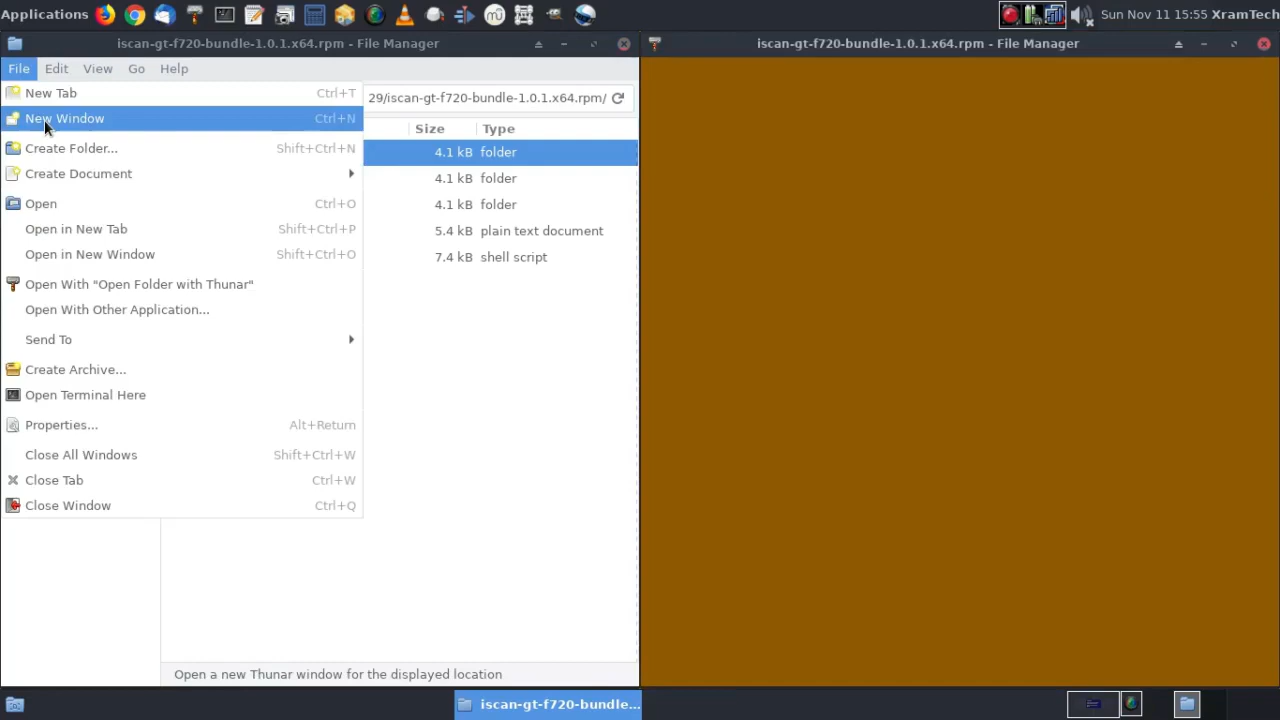 Applications
Sun Nov 11 15:55 XramTech
iscan-gt-f720-bundle-1.0.1.x64.rpm - File Manager
iscan-gt-f720-bundle-1.0.1.x64.rpm - File Manager
File Edit View Go Help
29/iscan-gt-f720-bundle-1.0.1.x64.rpm/
New Tab Ctrl+T
New Window Ctrl+N
Create Folder... Shift+Ctrl+N
Create Document
Open Ctrl+O
Open in New Tab Shift+Ctrl+P
Open in New Window Shift+Ctrl+O
Open With "Open Folder with Thunar"
Open With Other Application...
Send To
Create Archive...
Open Terminal Here
Properties... Alt+Return
Close All Windows Shift+Ctrl+W
Close Tab Ctrl+W
Close Window Ctrl+Q
Size Type
4.1 kB folder
4.1 kB folder
4.1 kB folder
5.4 kB plain text document
7.4 kB shell script
Open a new Thunar window for the displayed location
iscan-gt-f720-bundle...